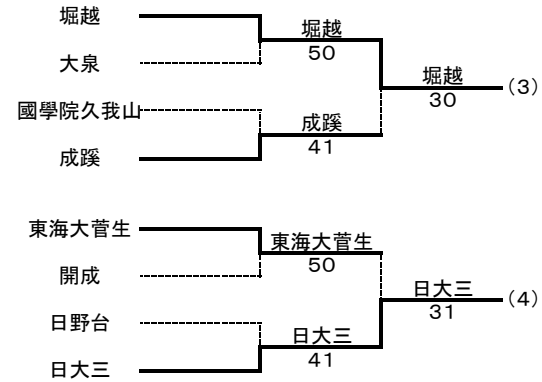 堀越
堀越
50
大泉
堀越
30
(3)
國學院久我山
成蹊
41
成蹊
東海大菅生
東海大菅生
50
開成
日大三
31
(4)
日野台
日大三
41
日大三